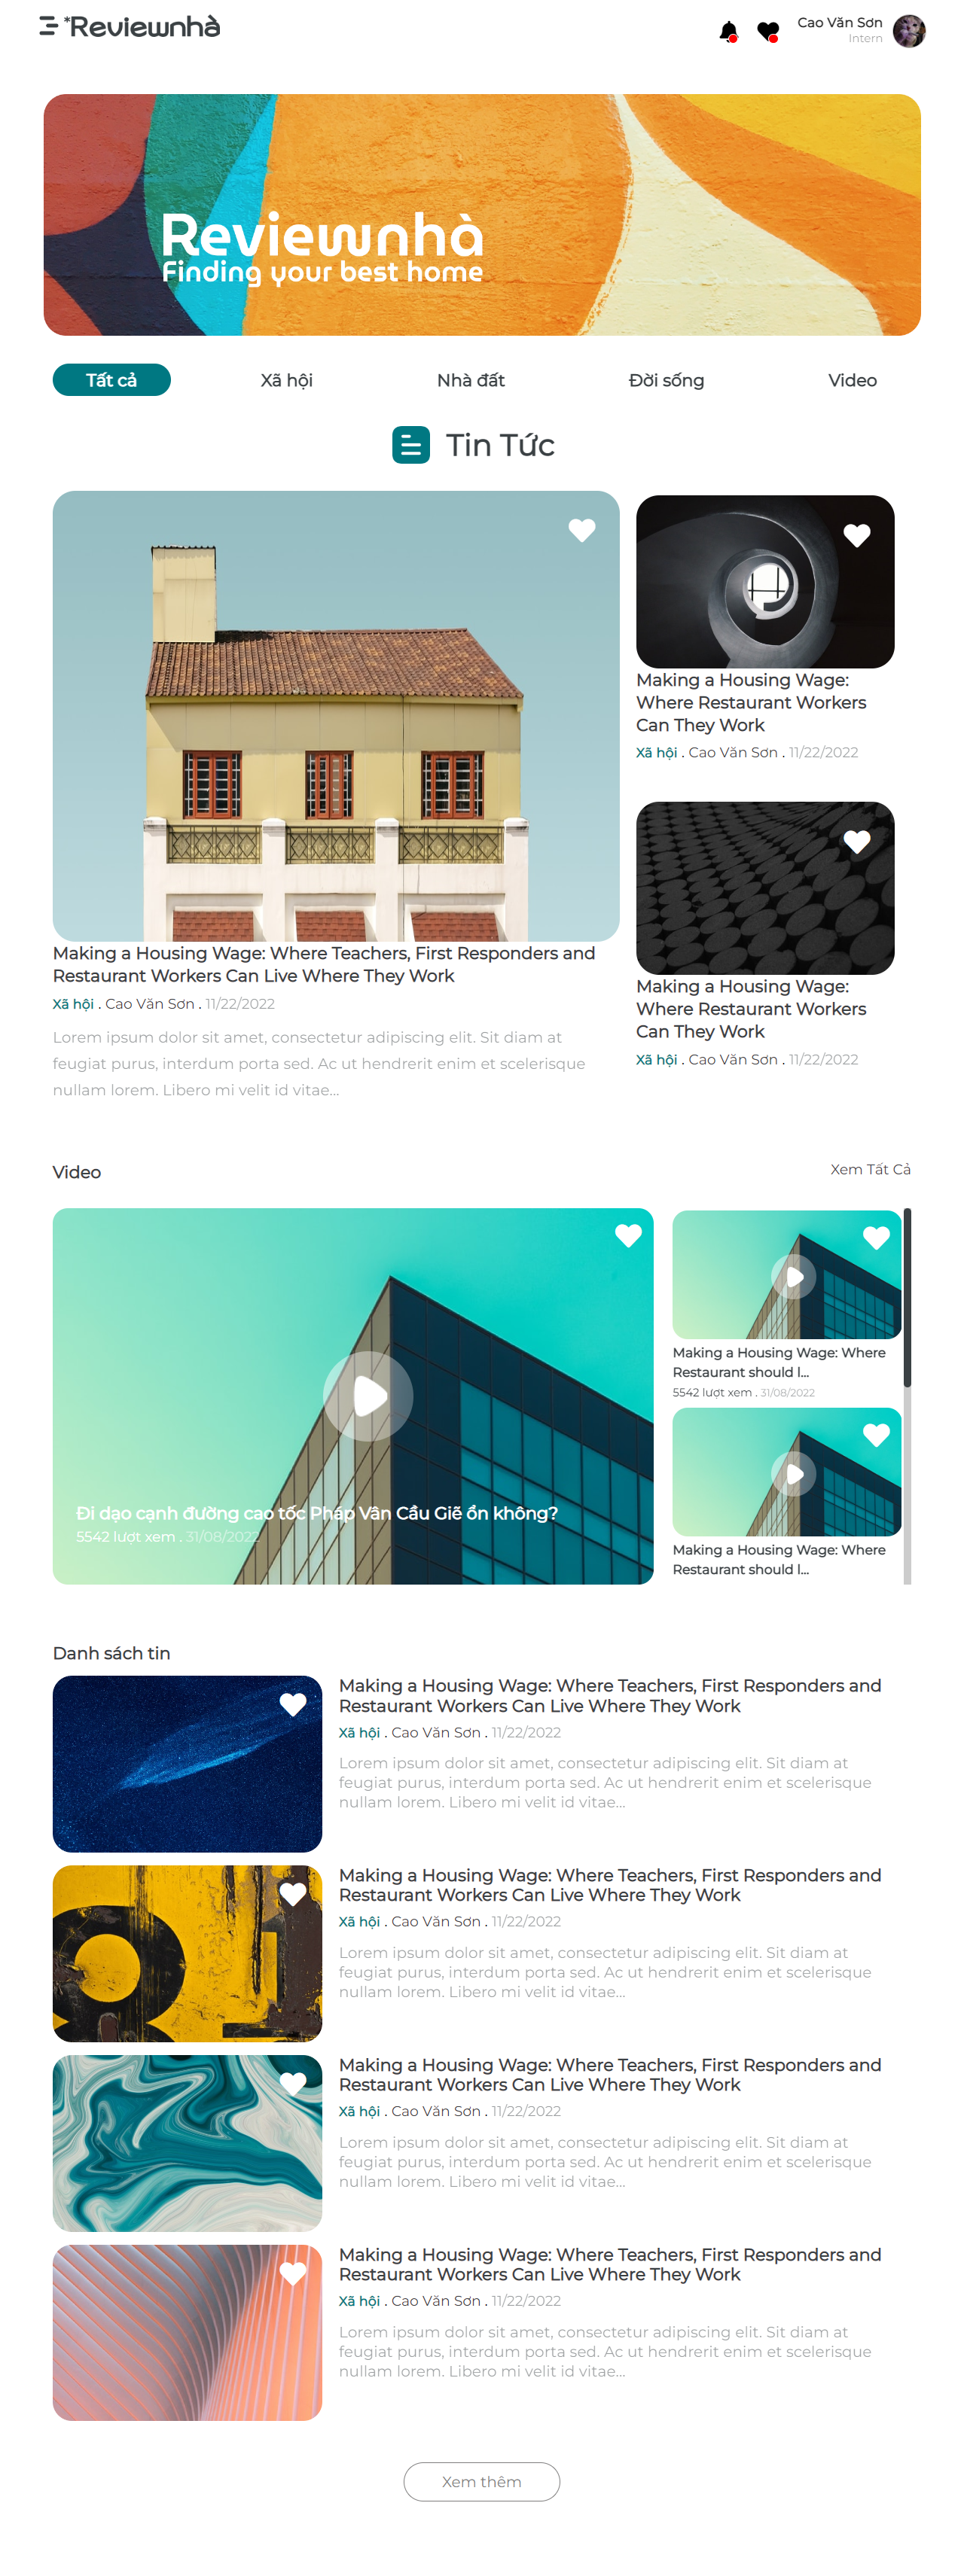 *Reviewnhà
Cao Văn Sơn
Intern
Reviewnhà
Finding your best home
Tất cả
Xã hội
Nhà đất
Đời sống
Video
Tin Tức
Making a Housing Wage: Where Teachers, First Responders and
Restaurant Workers Can Live Where They Work
Xã hội . Cao Văn Sơn . 11/22/2022
Lorem ipsum dolor sit amet, consectetur adipiscing elit. Sit diam at
feugiat purus, interdum porta sed. Ac ut hendrerit enim et scelerisque
nullam lorem. Libero mi velit id vitae...
Making a Housing Wage:
Where Restaurant Workers
Can They Work
Xã hội . Cao Văn Sơn . 11/22/2022
Making a Housing Wage:
Where Restaurant Workers
Can They Work
Xã hội . Cao Văn Sơn . 11/22/2022
Video
Xem Tất Cả
Đi dạo cạnh đường cao tốc Pháp Vân Cầu Giẽ ổn không?
5542 lượt xem . 31/08/2022
Making a Housing Wage: Where
Restaurant should l...
5542 lượt xem . 31/08/2022
Making a Housing Wage: Where
Restaurant should l...
Danh sách tin
Making a Housing Wage: Where Teachers, First Responders and
Restaurant Workers Can Live Where They Work
Xã hội . Cao Văn Sơn . 11/22/2022
Lorem ipsum dolor sit amet, consectetur adipiscing elit. Sit diam at
feugiat purus, interdum porta sed. Ac ut hendrerit enim et scelerisque
nullam lorem. Libero mi velit id vitae...
Making a Housing Wage: Where Teachers, First Responders and
Restaurant Workers Can Live Where They Work
Xã hội . Cao Văn Sơn . 11/22/2022
Lorem ipsum dolor sit amet, consectetur adipiscing elit. Sit diam at
feugiat purus, interdum porta sed. Ac ut hendrerit enim et scelerisque
nullam lorem. Libero mi velit id vitae...
Making a Housing Wage: Where Teachers, First Responders and
Restaurant Workers Can Live Where They Work
Xã hội . Cao Văn Sơn . 11/22/2022
Lorem ipsum dolor sit amet, consectetur adipiscing elit. Sit diam at
feugiat purus, interdum porta sed. Ac ut hendrerit enim et scelerisque
nullam lorem. Libero mi velit id vitae...
Making a Housing Wage: Where Teachers, First Responders and
Restaurant Workers Can Live Where They Work
Xã hội . Cao Văn Sơn . 11/22/2022
Lorem ipsum dolor sit amet, consectetur adipiscing elit. Sit diam at
feugiat purus, interdum porta sed. Ac ut hendrerit enim et scelerisque
nullam lorem. Libero mi velit id vitae...
Xem thêm